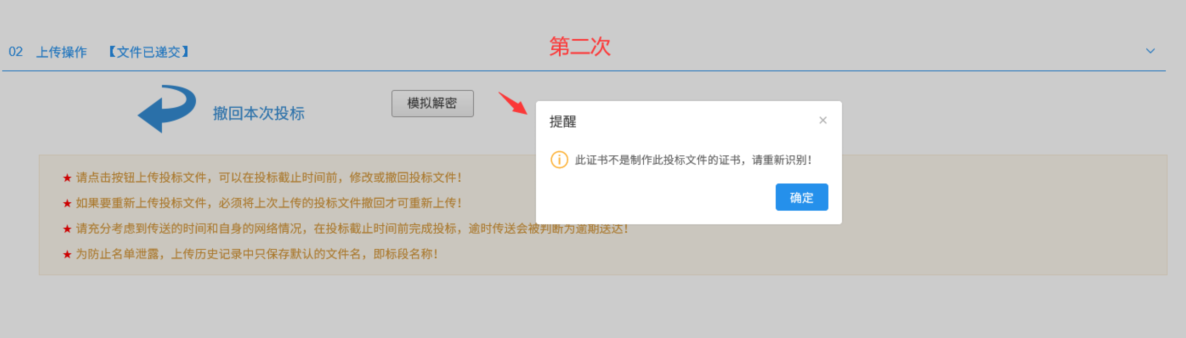 第二次
02 上传操作 【文件已递交】
撤回本次投标
模拟解密
提醒
此证书不是制作此投标文件的证书，请重新识别！
确定
★ 请点击按钮上传投标文件，可以在投标截止时间前，修改或撤回投标文件！
★ 如果要重新上传投标文件，必须将上次上传的投标文件撤回才可重新上传！
★ 请充分考虑到传送的时间和自身的网络情况，在投标截止时间前完成投标，逾时传送会被判断为逾期送达！
★ 为防止名单泄露，上传历史记录中只保存默认的文件名，即标段名称！